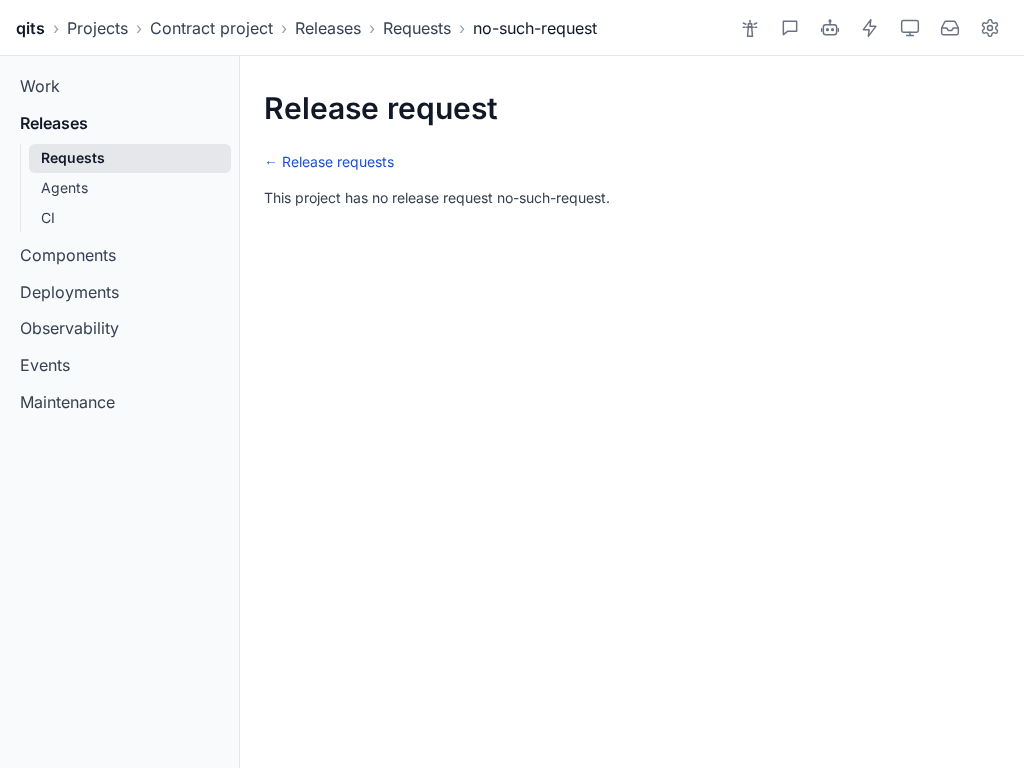 qits › Projects › Contract project › Releases › Requests › no-such-request
Work
Releases
Requests
Agents
CI
Components
Deployments
Observability
Events
Maintenance
Release request
← Release requests
This project has no release request no-such-request.